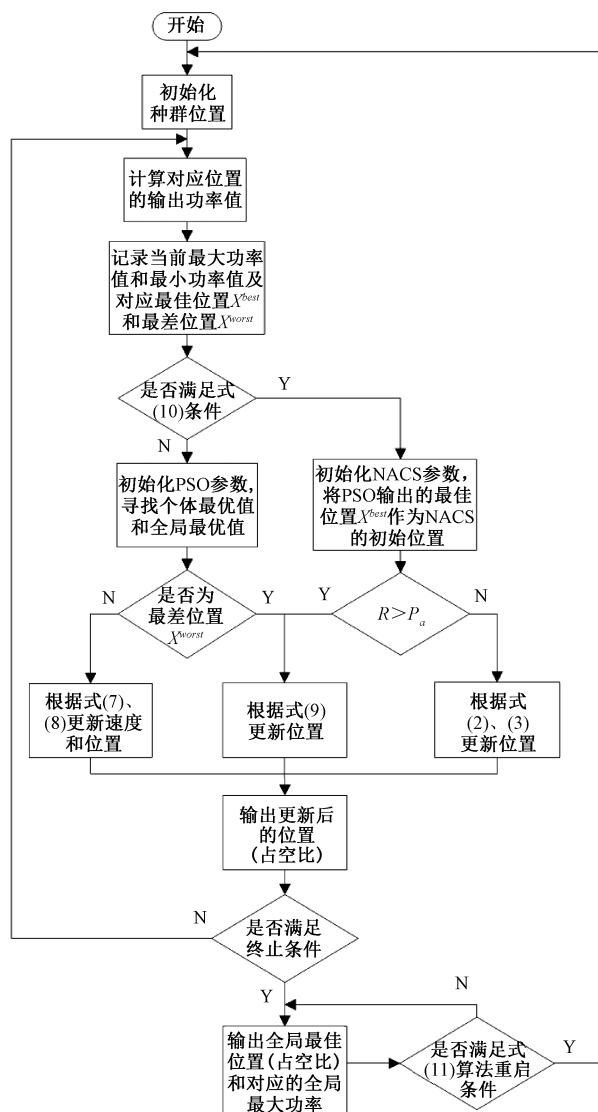 开始
初始化
种群位置
计算对应位置
的输出功率值
记录当前最大功率
值和最小功率值及
对应最佳位置X^best
和最差位置X^worst
是否满足式
(10)条件
Y
N
初始化PSO参数,
寻找个体最优值
和全局最优值
初始化NACS参数,
将PSO输出的最佳
位置X^best作为NACS
的初始位置
N
是否为
最差位置
X^worst
Y
Y
R>P_a
N
根据式(7)、
(8)更新速度
和位置
根据式(9)
更新位置
根据式
(2)、(3)
更新位置
输出更新后
的位置
(占空比)
N
是否满足
终止条件
Y
N
输出全局最佳
位置(占空比)
和对应的全局
最大功率
是否满足式
(11)算法重启
条件
Y